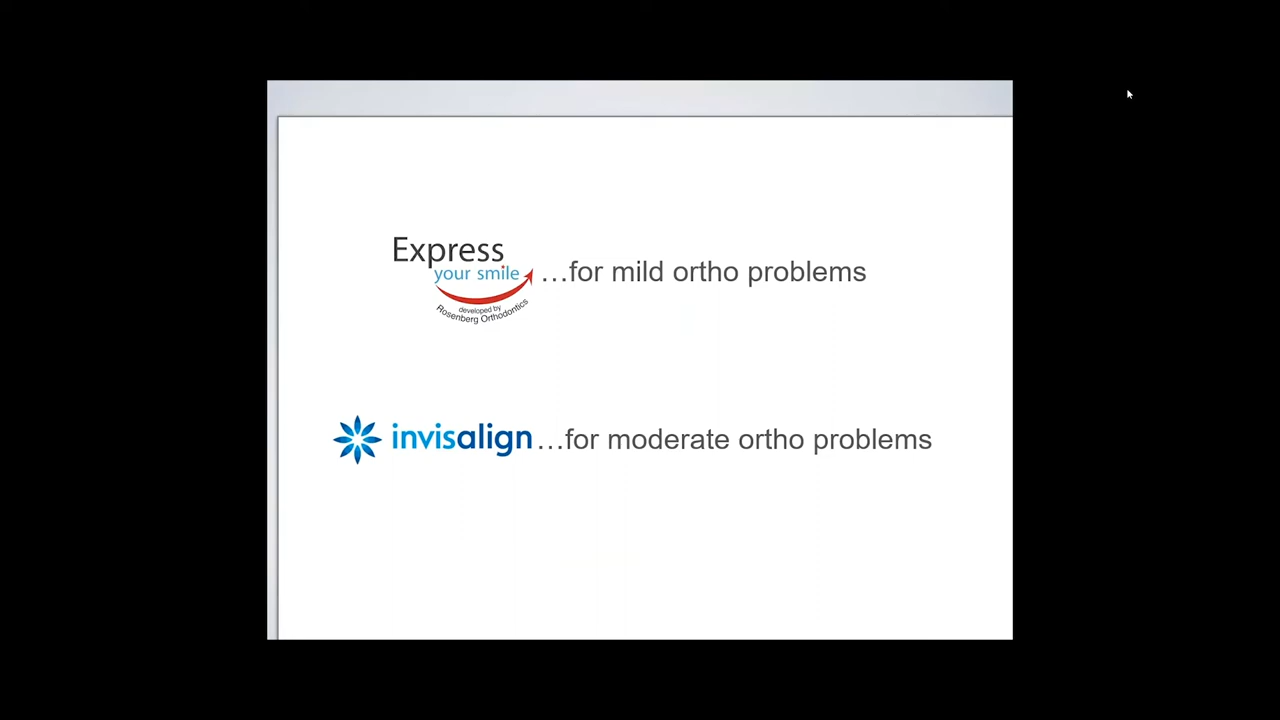 Express
your smile
developed by
Rosenberg Orthodontics
...for mild ortho problems
invisalign ...for moderate ortho problems